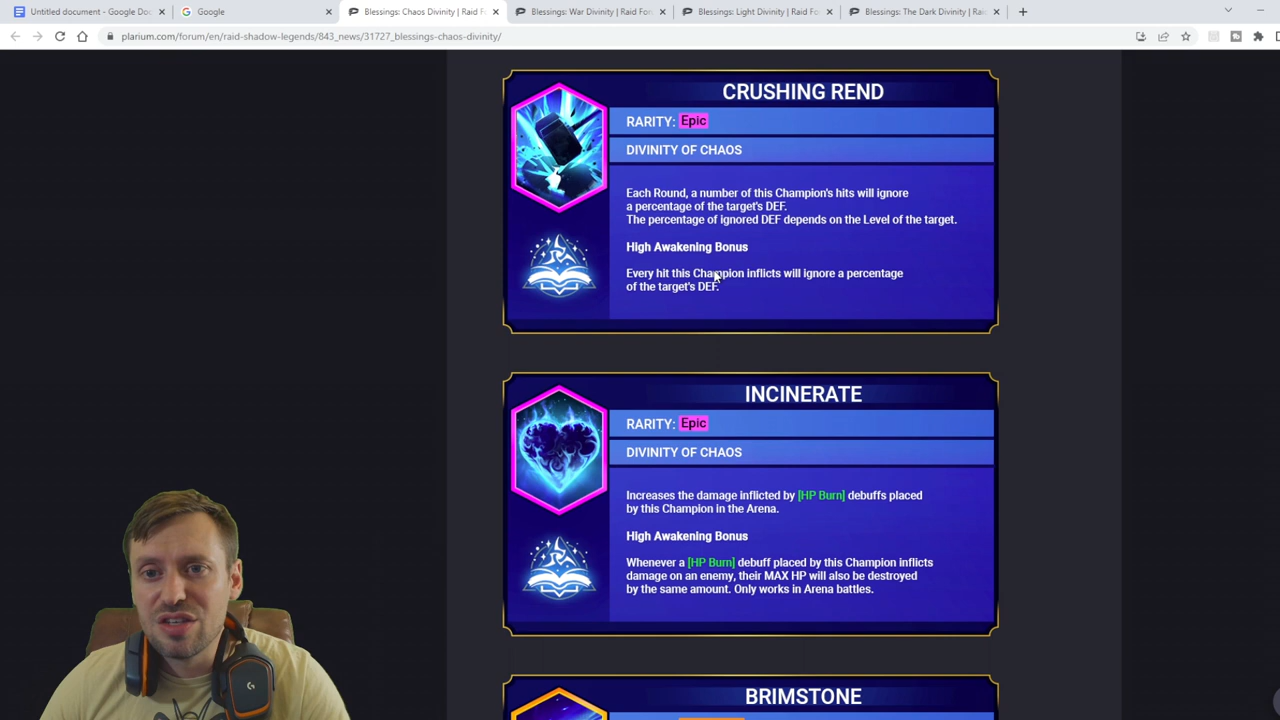 Untitled document - Google Doc
Google
Blessings: Chaos Divinity | Raid F
Blessings: War Divinity | Raid For
Blessings: Light Divinity | Raid Fo
Blessings: The Dark Divinity | Rai
plarium.com/forum/en/raid-shadow-legends/843_news/31727_blessings-chaos-divinity/
CRUSHING REND
RARITY: Epic
DIVINITY OF CHAOS
Each Round, a number of this Champion's hits will ignore
a percentage of the target's DEF.
The percentage of ignored DEF depends on the Level of the target.
High Awakening Bonus
Every hit this Champion inflicts will ignore a percentage
of the target's DEF.
INCINERATE
RARITY: Epic
DIVINITY OF CHAOS
Increases the damage inflicted by [HP Burn] debuffs placed
by this Champion in the Arena.
High Awakening Bonus
Whenever a [HP Burn] debuff placed by this Champion inflicts
damage on an enemy, their MAX HP will also be destroyed
by the same amount. Only works in Arena battles.
BRIMSTONE